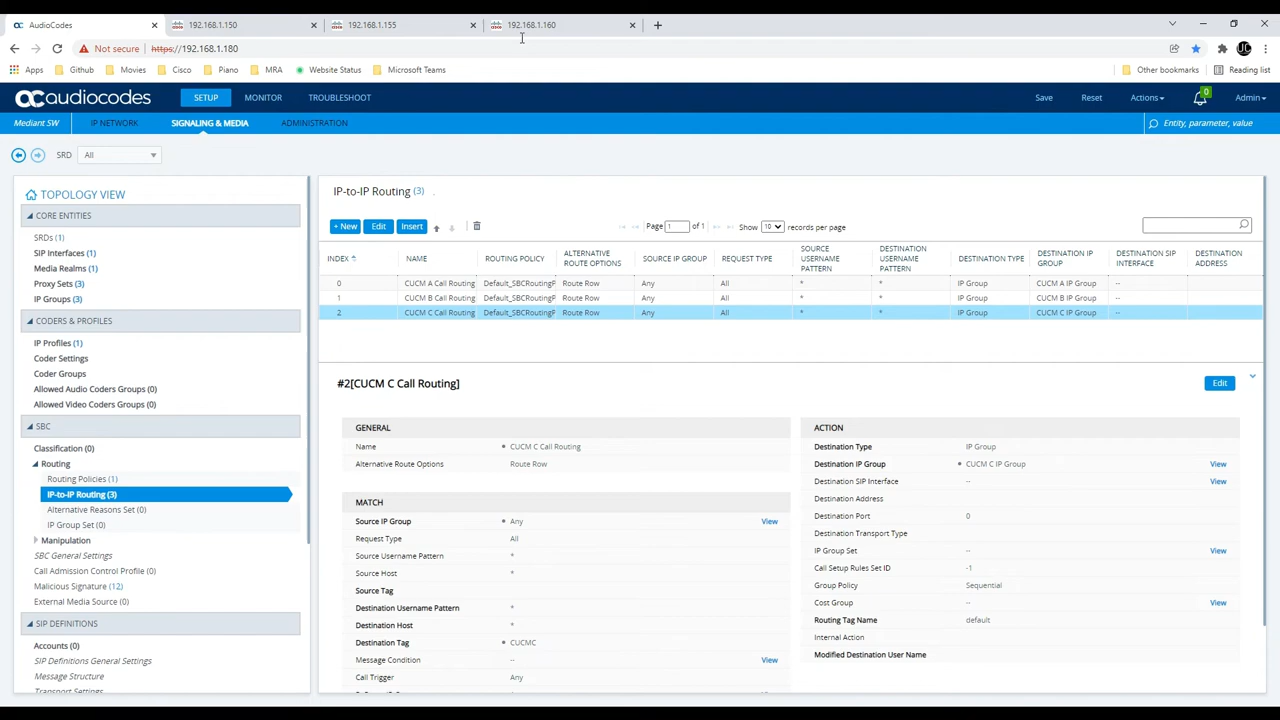 AudioCodes
192.168.1.150
192.168.1.155
192.168.1.160
Not secure https://192.168.1.180
Apps Github Movies Cisco Piano MRA Website Status Microsoft Teams Other bookmarks Reading list
audiocodes SETUP MONITOR TROUBLESHOOT Save Reset Actions 0 Admin
Mediant SW IP NETWORK SIGNALING & MEDIA ADMINISTRATION Entity, parameter, value
SRD All
TOPOLOGY VIEW
CORE ENTITIES
SRDs (1)
SIP Interfaces (1)
Media Realms (1)
Proxy Sets (3)
IP Groups (3)
CODERS & PROFILES
IP Profiles (1)
Coder Settings
Coder Groups
Allowed Audio Coders Groups (0)
Allowed Video Coders Groups (0)
SBC
Classification (0)
Routing
Routing Policies (1)
IP-to-IP Routing (3)
Alternative Reasons Set (0)
IP Group Set (0)
Manipulation
SBC General Settings
Call Admission Control Profile (0)
Malicious Signature (12)
External Media Source (0)
SIP DEFINITIONS
Accounts (0)
SIP Definitions General Settings
Message Structure
Transport Settings
IP-to-IP Routing (3)
+ New Edit Insert Page 1 of 1 Show 10 records per page
INDEX NAME ROUTING POLICY ALTERNATIVE ROUTE OPTIONS SOURCE IP GROUP REQUEST TYPE SOURCE USERNAME PATTERN DESTINATION USERNAME PATTERN DESTINATION TYPE DESTINATION IP GROUP DESTINATION SIP INTERFACE DESTINATION ADDRESS
0 CUCM A Call Routing Default_SBCRoutingP Route Row Any All * * IP Group CUCM A IP Group --
1 CUCM B Call Routing Default_SBCRoutingP Route Row Any All * * IP Group CUCM B IP Group --
2 CUCM C Call Routing Default_SBCRoutingP Route Row Any All * * IP Group CUCM C IP Group --
#2[CUCM C Call Routing] Edit
GENERAL
Name CUCM C Call Routing
Alternative Route Options Route Row
MATCH
Source IP Group Any View
Request Type All
Source Username Pattern *
Source Host *
Source Tag
Destination Username Pattern *
Destination Host *
Destination Tag CUCMC
Message Condition -- View
Call Trigger Any
ACTION
Destination Type IP Group
Destination IP Group CUCM C IP Group View
Destination SIP Interface -- View
Destination Address
Destination Port 0
Destination Transport Type
IP Group Set -- View
Call Setup Rules Set ID -1
Group Policy Sequential
Cost Group -- View
Routing Tag Name default
Internal Action
Modified Destination User Name